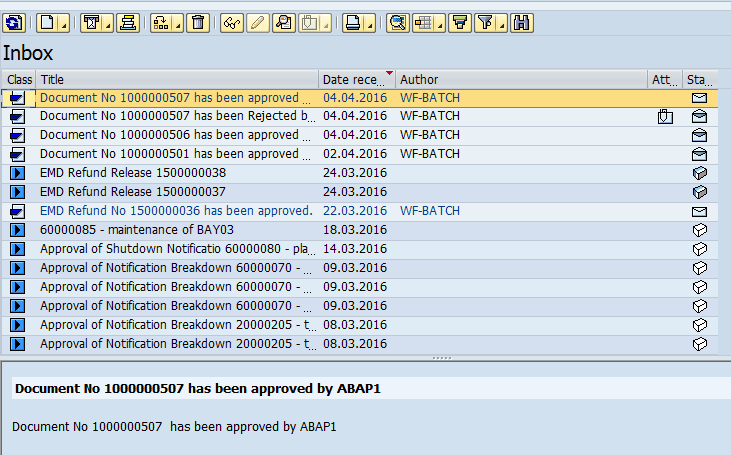 Inbox
Class Title Date rece... Author Att... Sta...
Document No 1000000507 has been approved ... 04.04.2016 WF-BATCH
Document No 1000000507 has been Rejected b... 04.04.2016 WF-BATCH
Document No 1000000506 has been approved ... 04.04.2016 WF-BATCH
Document No 1000000501 has been approved ... 02.04.2016 WF-BATCH
EMD Refund Release 1500000038 24.03.2016
EMD Refund Release 1500000037 24.03.2016
EMD Refund No 1500000036 has been approved. 22.03.2016 WF-BATCH
60000085 - maintenance of BAY03 18.03.2016
Approval of Shutdown Notificatio 60000080 - pla... 14.03.2016
Approval of Notification Breakdown 60000070 - ... 09.03.2016
Approval of Notification Breakdown 60000070 - ... 09.03.2016
Approval of Notification Breakdown 60000070 - ... 09.03.2016
Approval of Notification Breakdown 20000205 - t... 08.03.2016
Approval of Notification Breakdown 20000205 - t... 08.03.2016
Document No 1000000507 has been approved by ABAP1
Document No 1000000507 has been approved by ABAP1